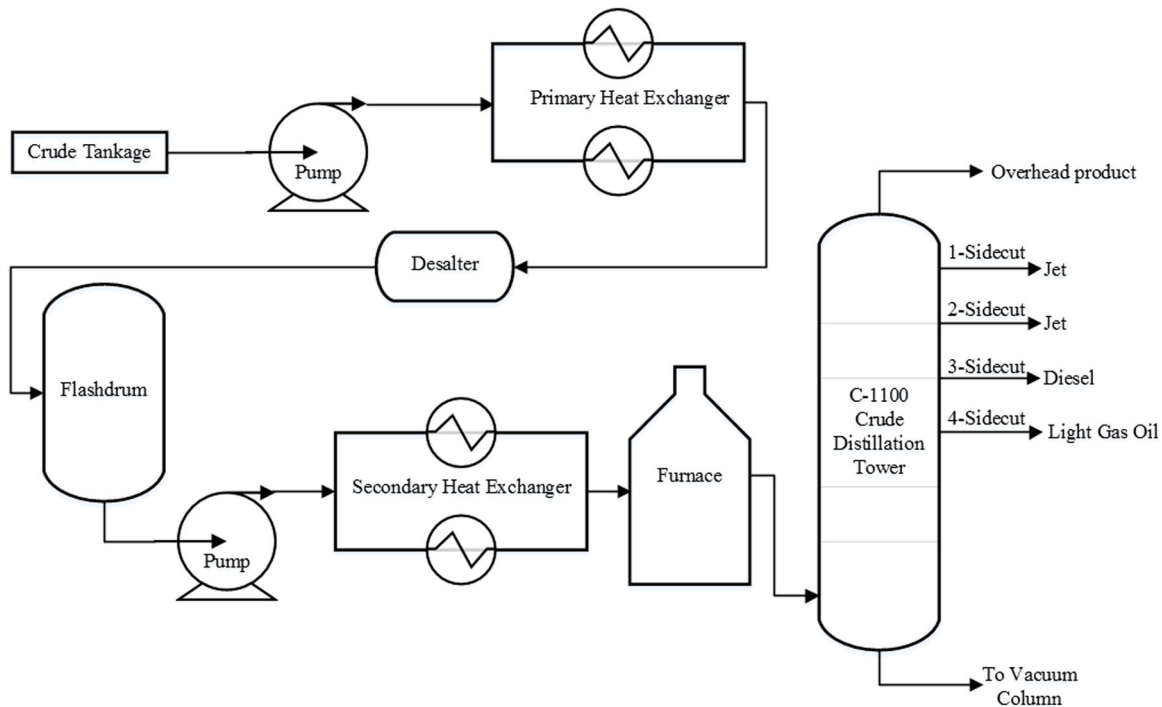 Primary Heat Exchanger
Crude Tankage
Pump
Overhead product
Desalter
1-Sidecut
Jet
2-Sidecut
Jet
3-Sidecut
Diesel
4-Sidecut
Light Gas Oil
C-1100
Crude
Distillation
Tower
Flashdrum
Secondary Heat Exchanger
Furnace
Pump
To Vacuum
Column